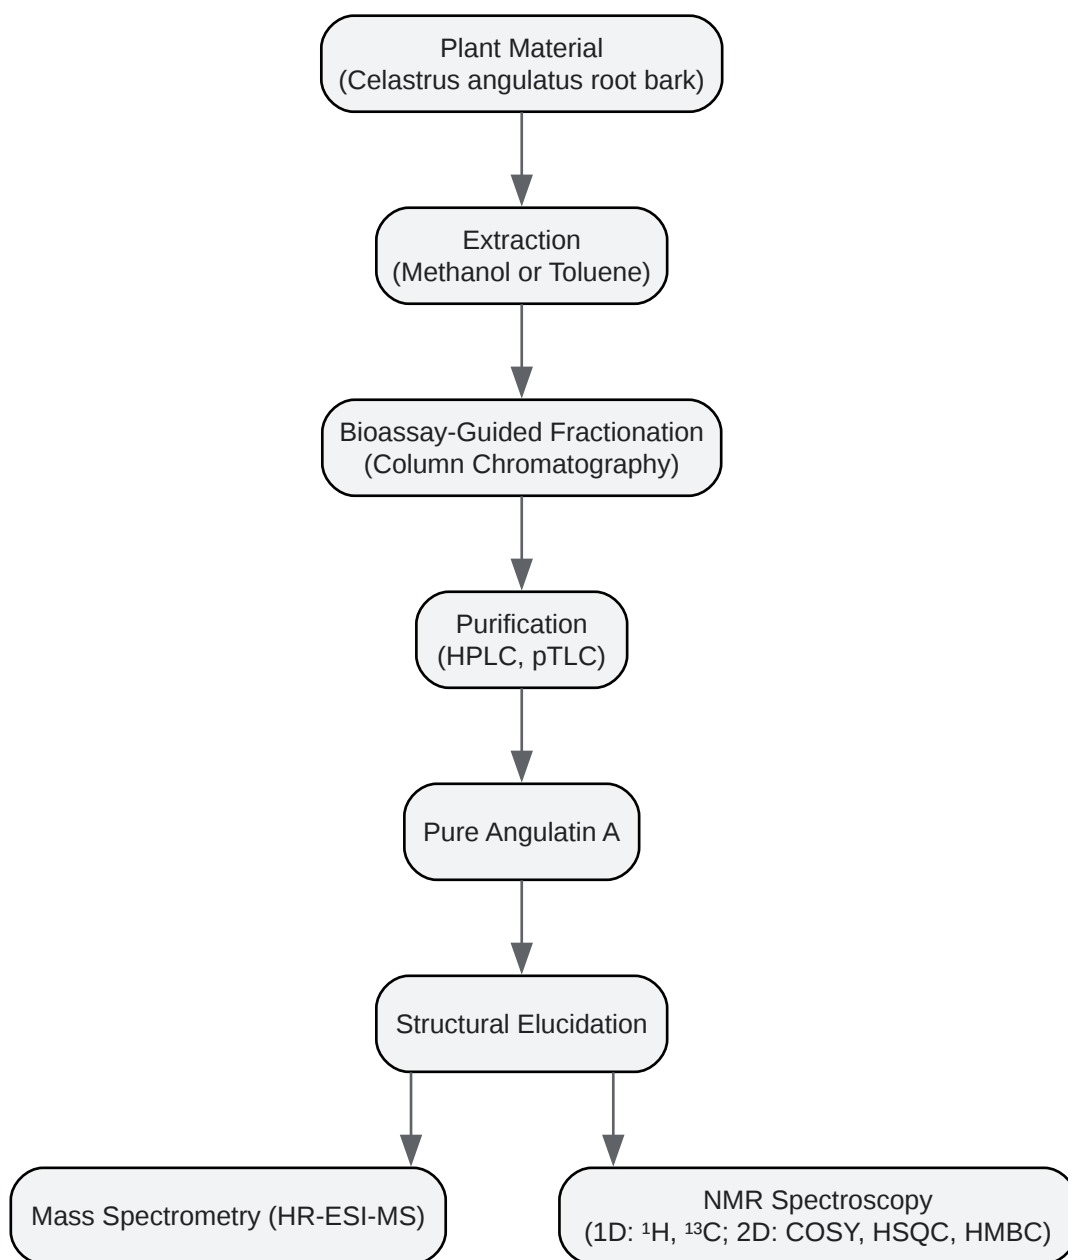 Plant Material
(Celastrus angulatus root bark)
Extraction
(Methanol or Toluene)
Bioassay-Guided Fractionation
(Column Chromatography)
Purification
(HPLC, pTLC)
Pure Angulatin A
Structural Elucidation
Mass Spectrometry (HR-ESI-MS)
NMR Spectroscopy
(1D: ¹H, ¹³C; 2D: COSY, HSQC, HMBC)